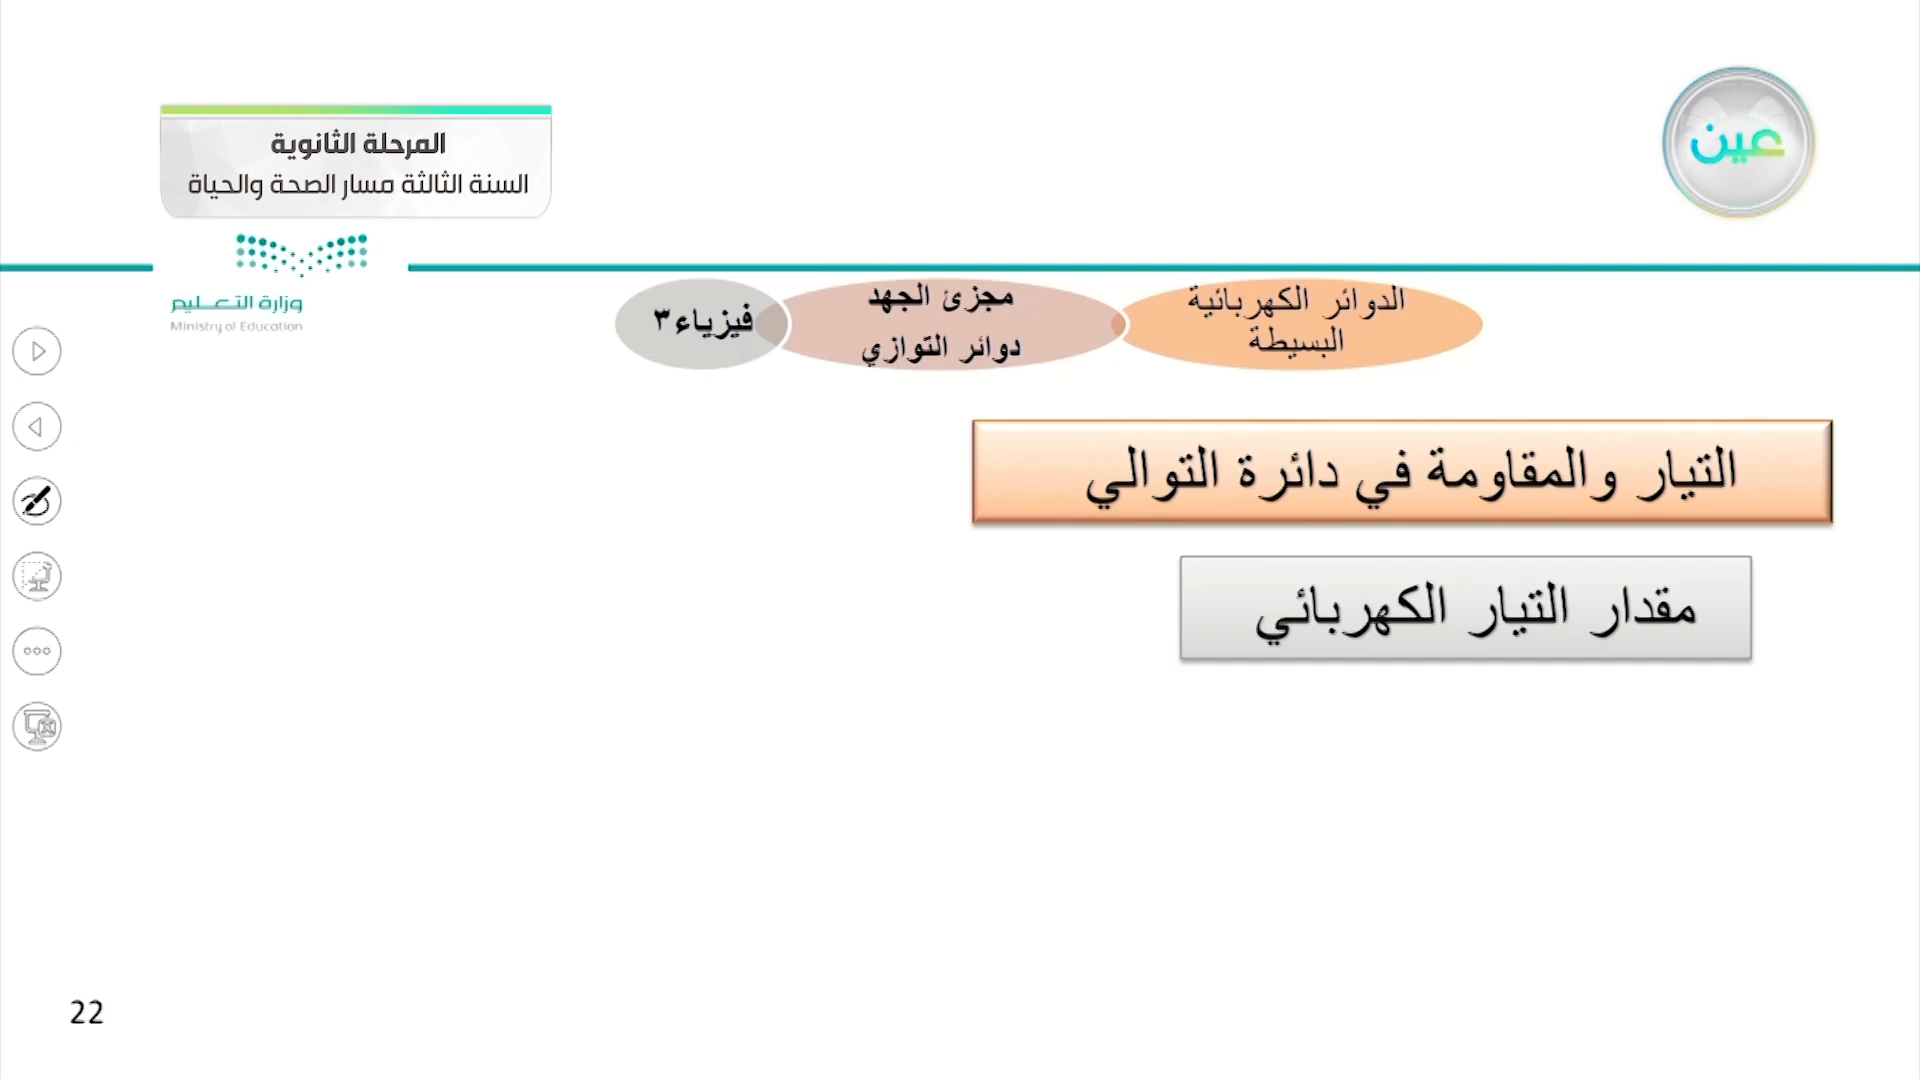 عين
المرحلة الثانوية
السنة الثالثة مسار الصحة والحياة
وزارة التعليم
Ministry of Education
الدوائر الكهربائية
البسيطة
مجزئ الجهد
دوائر التوازي
فيزياء٣
التيار والمقاومة في دائرة التوالي
مقدار التيار الكهربائي
22